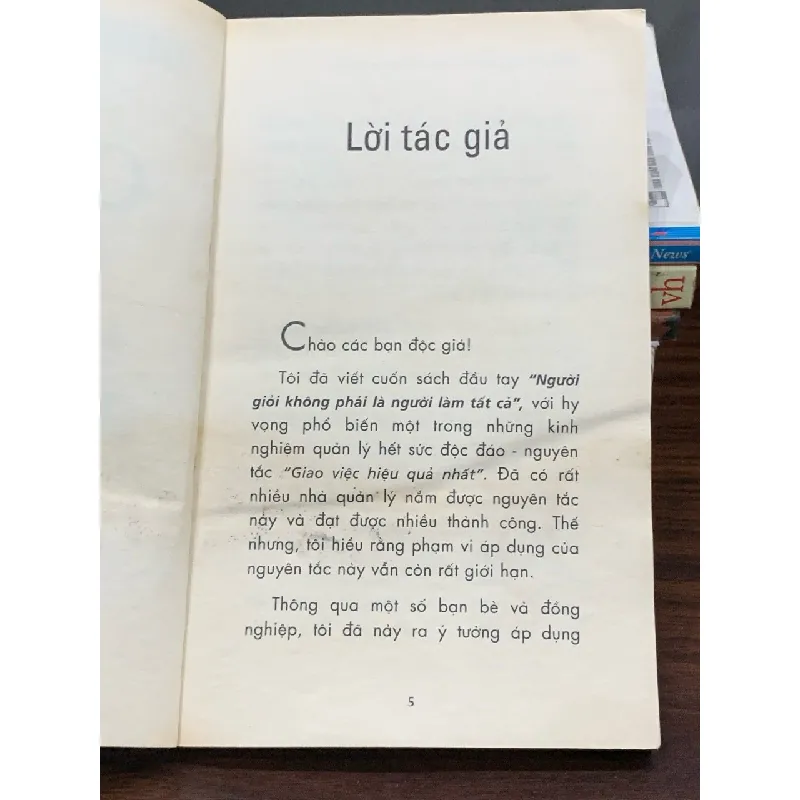 Lời tác giả
Chào các bạn độc giả!
Tôi đã viết cuốn sách đầu tay "Người
giỏi không phải là người làm tất cả", với hy
vọng phổ biến một trong những kinh
nghiệm quản lý hết sức độc đáo - nguyên
tắc "Giao việc hiệu quả nhất". Đã có rất
nhiều nhà quản lý nắm được nguyên tắc
này và đạt được nhiều thành công. Thế
nhưng, tôi hiểu rằng phạm vi áp dụng của
nguyên tắc này vẫn còn rất giới hạn.
Thông qua một số bạn bè và đồng
nghiệp, tôi đã nảy ra ý tưởng áp dụng
5
News
vh